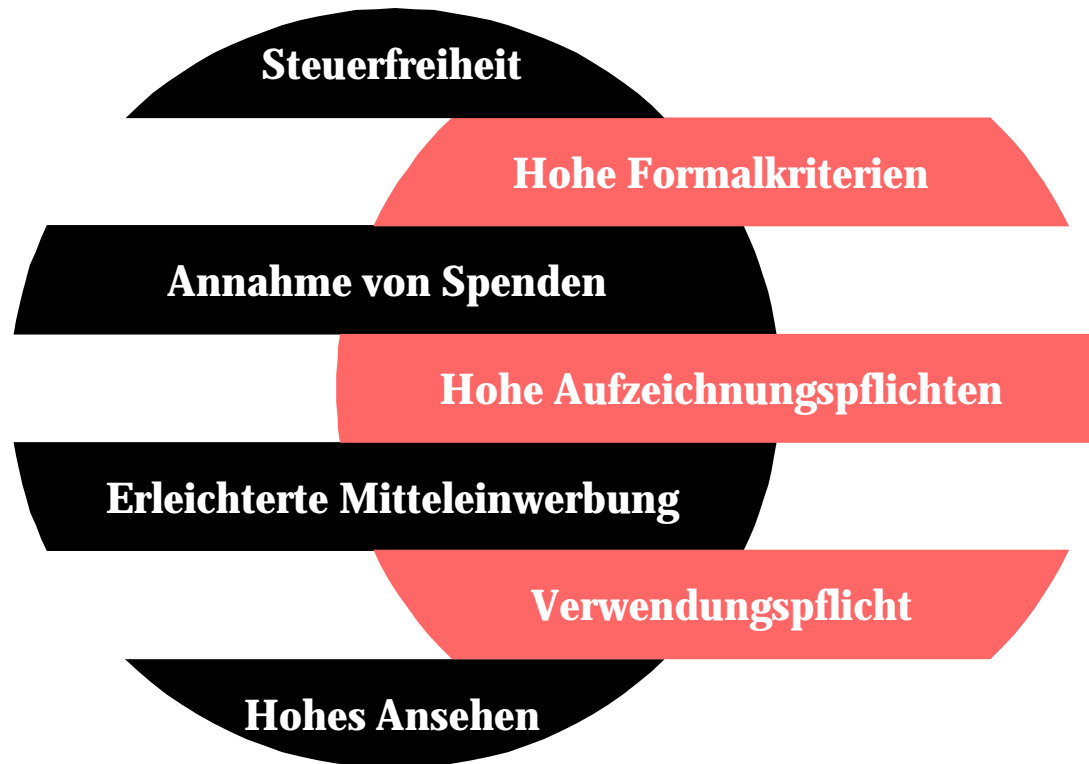 Steuerfreiheit
Hohe Formalkriterien
Annahme von Spenden
Hohe Aufzeichnungspflichten
Erleichterte Mitteleinwerbung
Verwendungspflicht
Hohes Ansehen